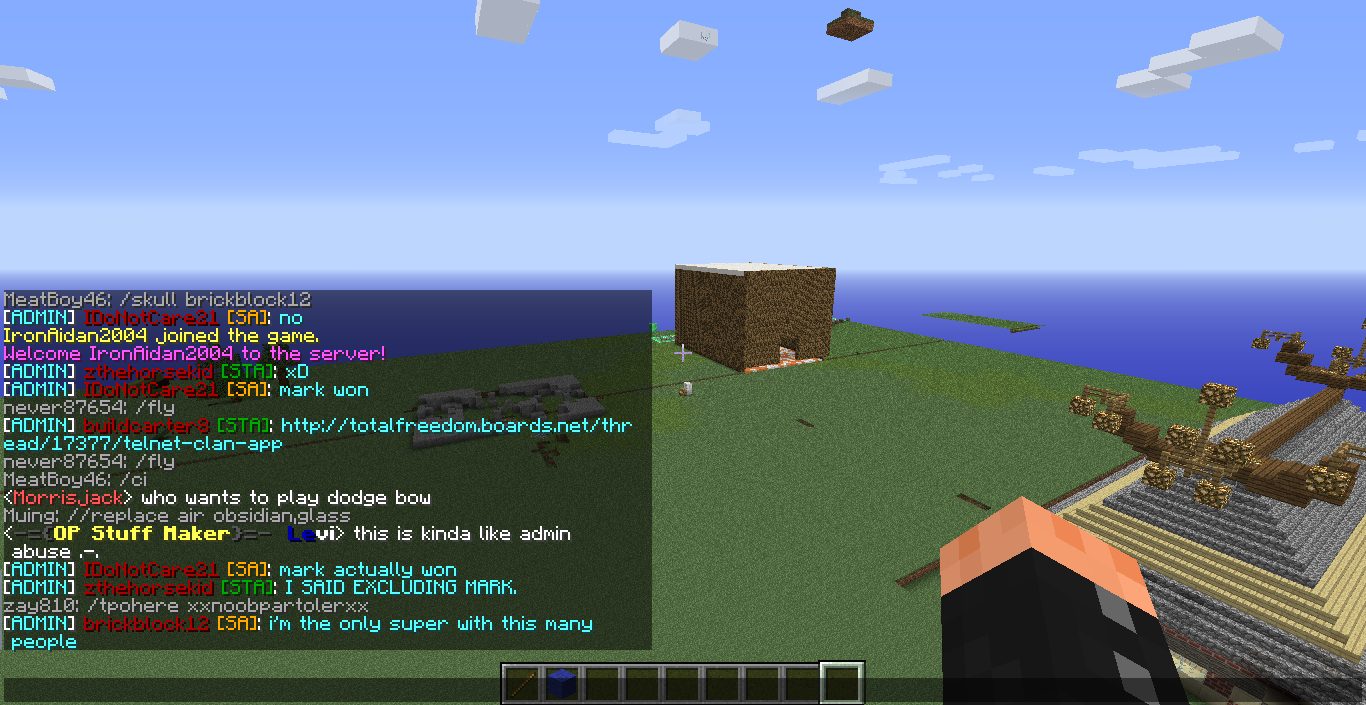 MeatBoy46: /skull brickblock12
[ADMIN] IDoNotCare21 [SA]: no
IronAidan2004 joined the game.
Welcome IronAidan2004 to the server!
[ADMIN] zthehorsekid [STA]: xD
[ADMIN] IDoNotCare21 [SA]: mark won
never87654: /fly
[ADMIN] buildcarter8 [STA]: http://totalfreedom.boards.net/thr
ead/17377/telnet-clan-app
never87654: /fly
MeatBoy46: /ci
<Morrisjack> who wants to play dodge bow
Muing: //replace air obsidian,glass
<-={OP Stuff Maker}=- Levi> this is kinda like admin
abuse .-.
[ADMIN] IDoNotCare21 [SA]: mark actually won
[ADMIN] zthehorsekid [STA]: I SAID EXCLUDING MARK.
zay810: /tpohere xxnoobpartolerxx
[ADMIN] brickblock12 [SA]: i'm the only super with this many
people